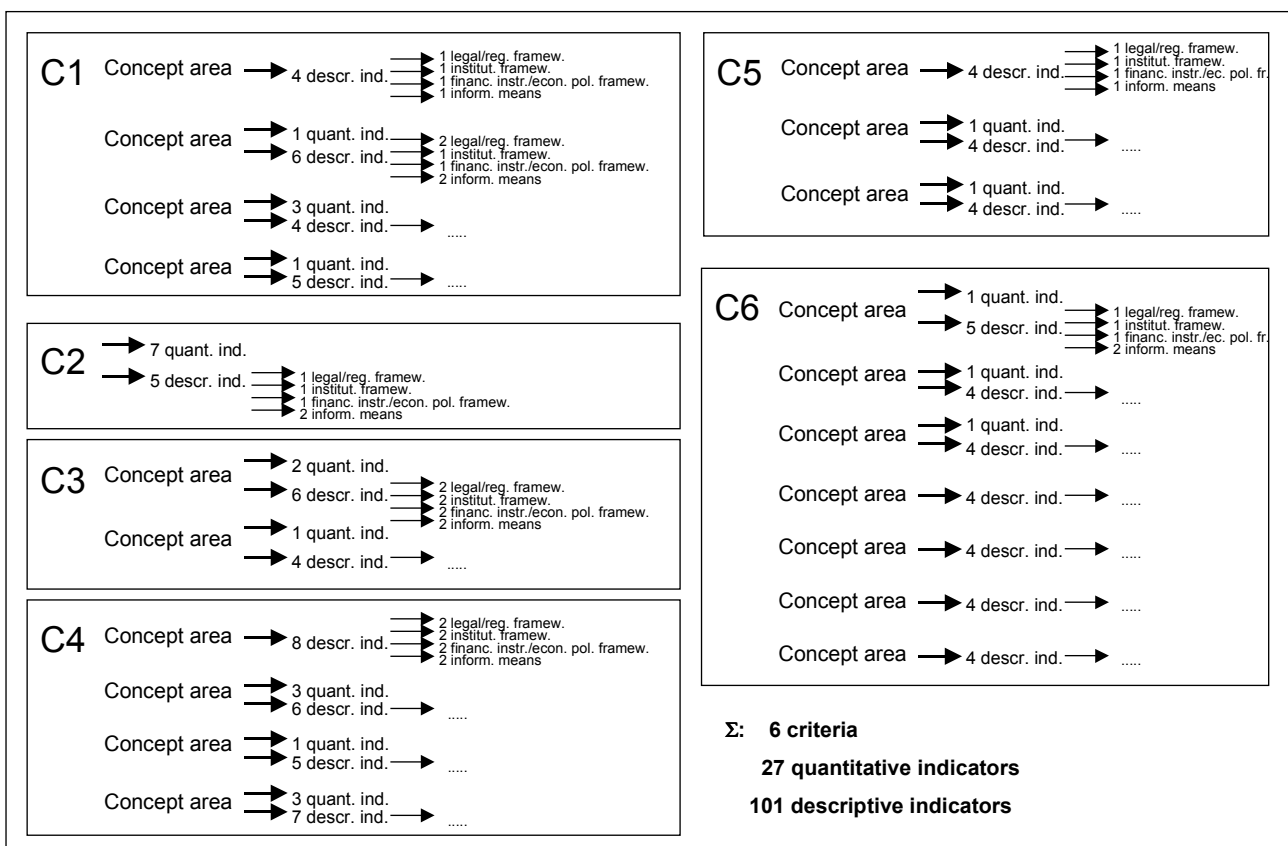 C1
Concept area
4 descr. ind.
1 legal/reg. framew.
1 institut. framew.
1 financ. instr./econ. pol. framew.
1 inform. means
Concept area
1 quant. ind.
6 descr. ind.
2 legal/reg. framew.
1 institut. framew.
1 financ. instr./econ. pol. framew.
2 inform. means
Concept area
3 quant. ind.
4 descr. ind.
.....
Concept area
1 quant. ind.
5 descr. ind.
.....
C2
7 quant. ind.
5 descr. ind.
1 legal/reg. framew.
1 institut. framew.
1 financ. instr./econ. pol. framew.
2 inform. means
C3
Concept area
2 quant. ind.
6 descr. ind.
2 legal/reg. framew.
2 institut. framew.
2 financ. instr./econ. pol. framew.
2 inform. means
Concept area
1 quant. ind.
4 descr. ind.
.....
C4
Concept area
8 descr. ind.
2 legal/reg. framew.
2 institut. framew.
2 financ. instr./econ. pol. framew.
2 inform. means
Concept area
3 quant. ind.
6 descr. ind.
.....
Concept area
1 quant. ind.
5 descr. ind.
.....
Concept area
3 quant. ind.
7 descr. ind.
.....
C5
Concept area
4 descr. ind.
1 legal/reg. framew.
1 institut. framew.
1 financ. instr./ec. pol. fr.
1 inform. means
Concept area
1 quant. ind.
4 descr. ind.
.....
Concept area
1 quant. ind.
4 descr. ind.
.....
C6
Concept area
1 quant. ind.
5 descr. ind.
1 legal/reg. framew.
1 institut. framew.
1 financ. instr./ec. pol. fr.
2 inform. means
Concept area
1 quant. ind.
4 descr. ind.
.....
Concept area
1 quant. ind.
4 descr. ind.
.....
Concept area
4 descr. ind.
.....
Concept area
4 descr. ind.
.....
Concept area
4 descr. ind.
.....
Concept area
4 descr. ind.
.....
Σ: 6 criteria
27 quantitative indicators
101 descriptive indicators